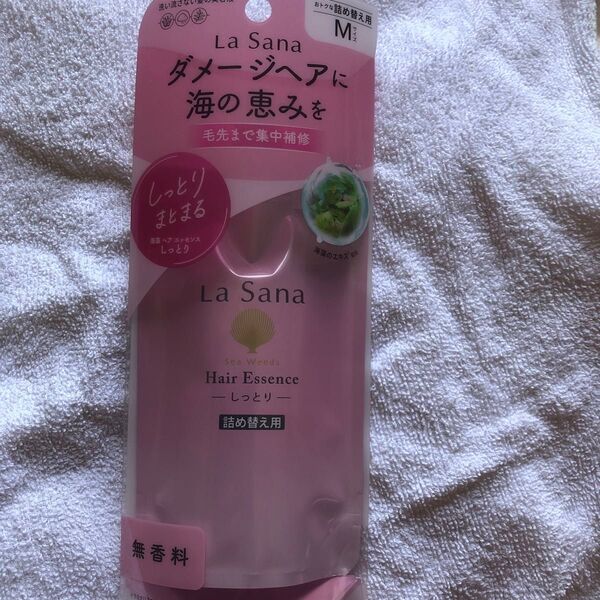 洗い流さない髪の美容液
おトクな詰め替え用
Mサイズ
La Sana
ダメージヘアに
海の恵みを
毛先まで集中補修
しっとり
まとまる
海藻 ヘア エッセンス
しっとり
海藻のエキス
La Sana
Sea Weeds
Hair Essence
しっとり
詰め替え用
無香料